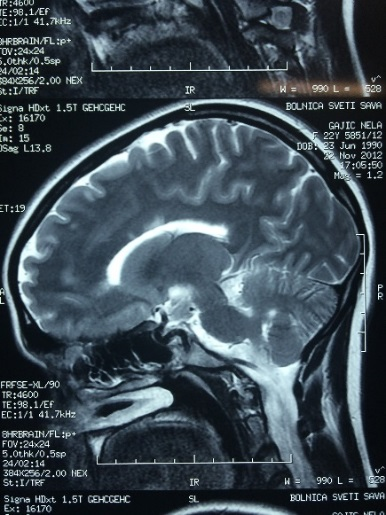 TR:4600
TE:98.1/Ef
EC:1/1 41.7kHz
8HRBRAIN/FL:p+
FOV:24x24
5.0thk/0.5sp
24/02:14
384X256/2.00 NEX
St:I/TRF
IR
W = 990 L = 528
Signa HDxt 1.5T GEHCGEHC
SL
BOLNICA SVETI SAVA
Ex: 16170
Se: 8
Im: 15
OSag L13.8
GAJIC NELA
F 22Y 5851/12
DOB: 23 Jun 1990
22 Nov 2012
17:05:50
Mag = 1.2
ET:19
A
L
P
R
FRFSE-XL/90
TR:4600
TE:98.1/Ef
EC:1/1 41.7kHz
8HRBRAIN/FL:p+
FOV:24x24
5.0thk/0.5sp
24/02:14
384X256/2.00 NEX
St:I/TRF
IR
W = 990 L = 528
Signa HDxt 1.5T GEHCGEHC
SL
BOLNICA SVETI SAVA
Ex: 16170
GAJIC NELA